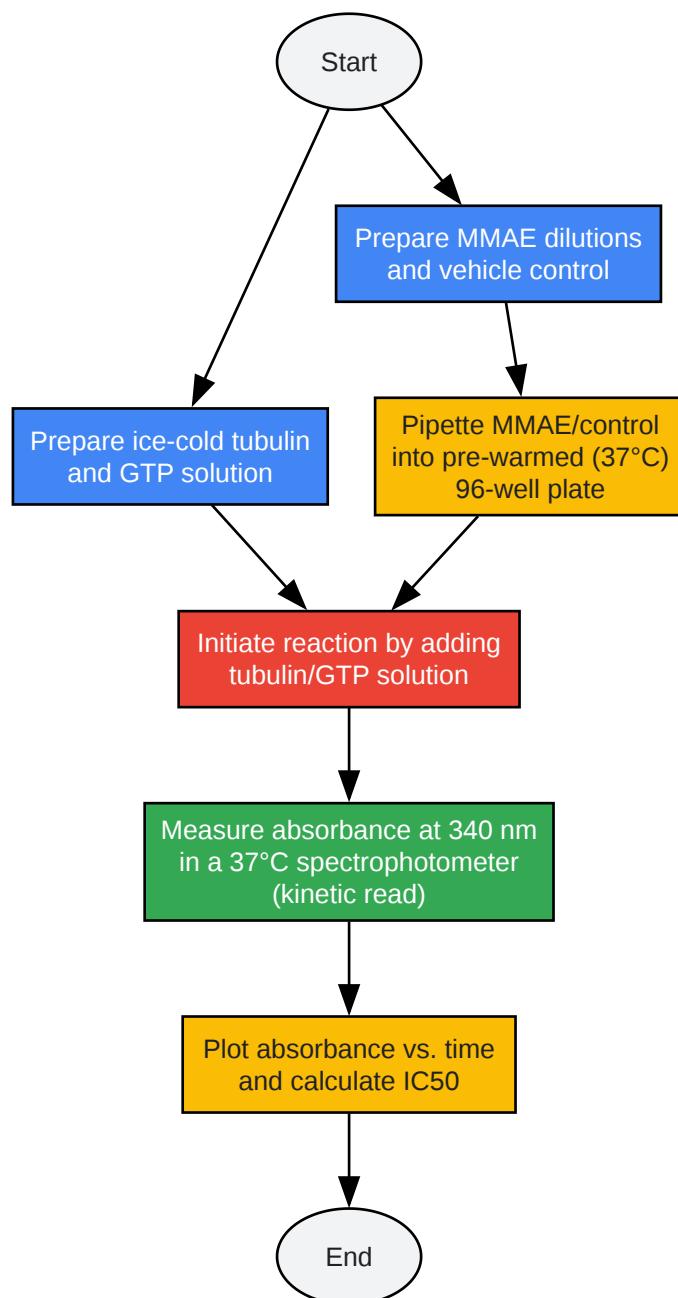 Start
Prepare MMAE dilutions
and vehicle control
Prepare ice-cold tubulin
and GTP solution
Pipette MMAE/control
into pre-warmed (37°C)
96-well plate
Initiate reaction by adding
tubulin/GTP solution
Measure absorbance at 340 nm
in a 37°C spectrophotometer
(kinetic read)
Plot absorbance vs. time
and calculate IC50
End